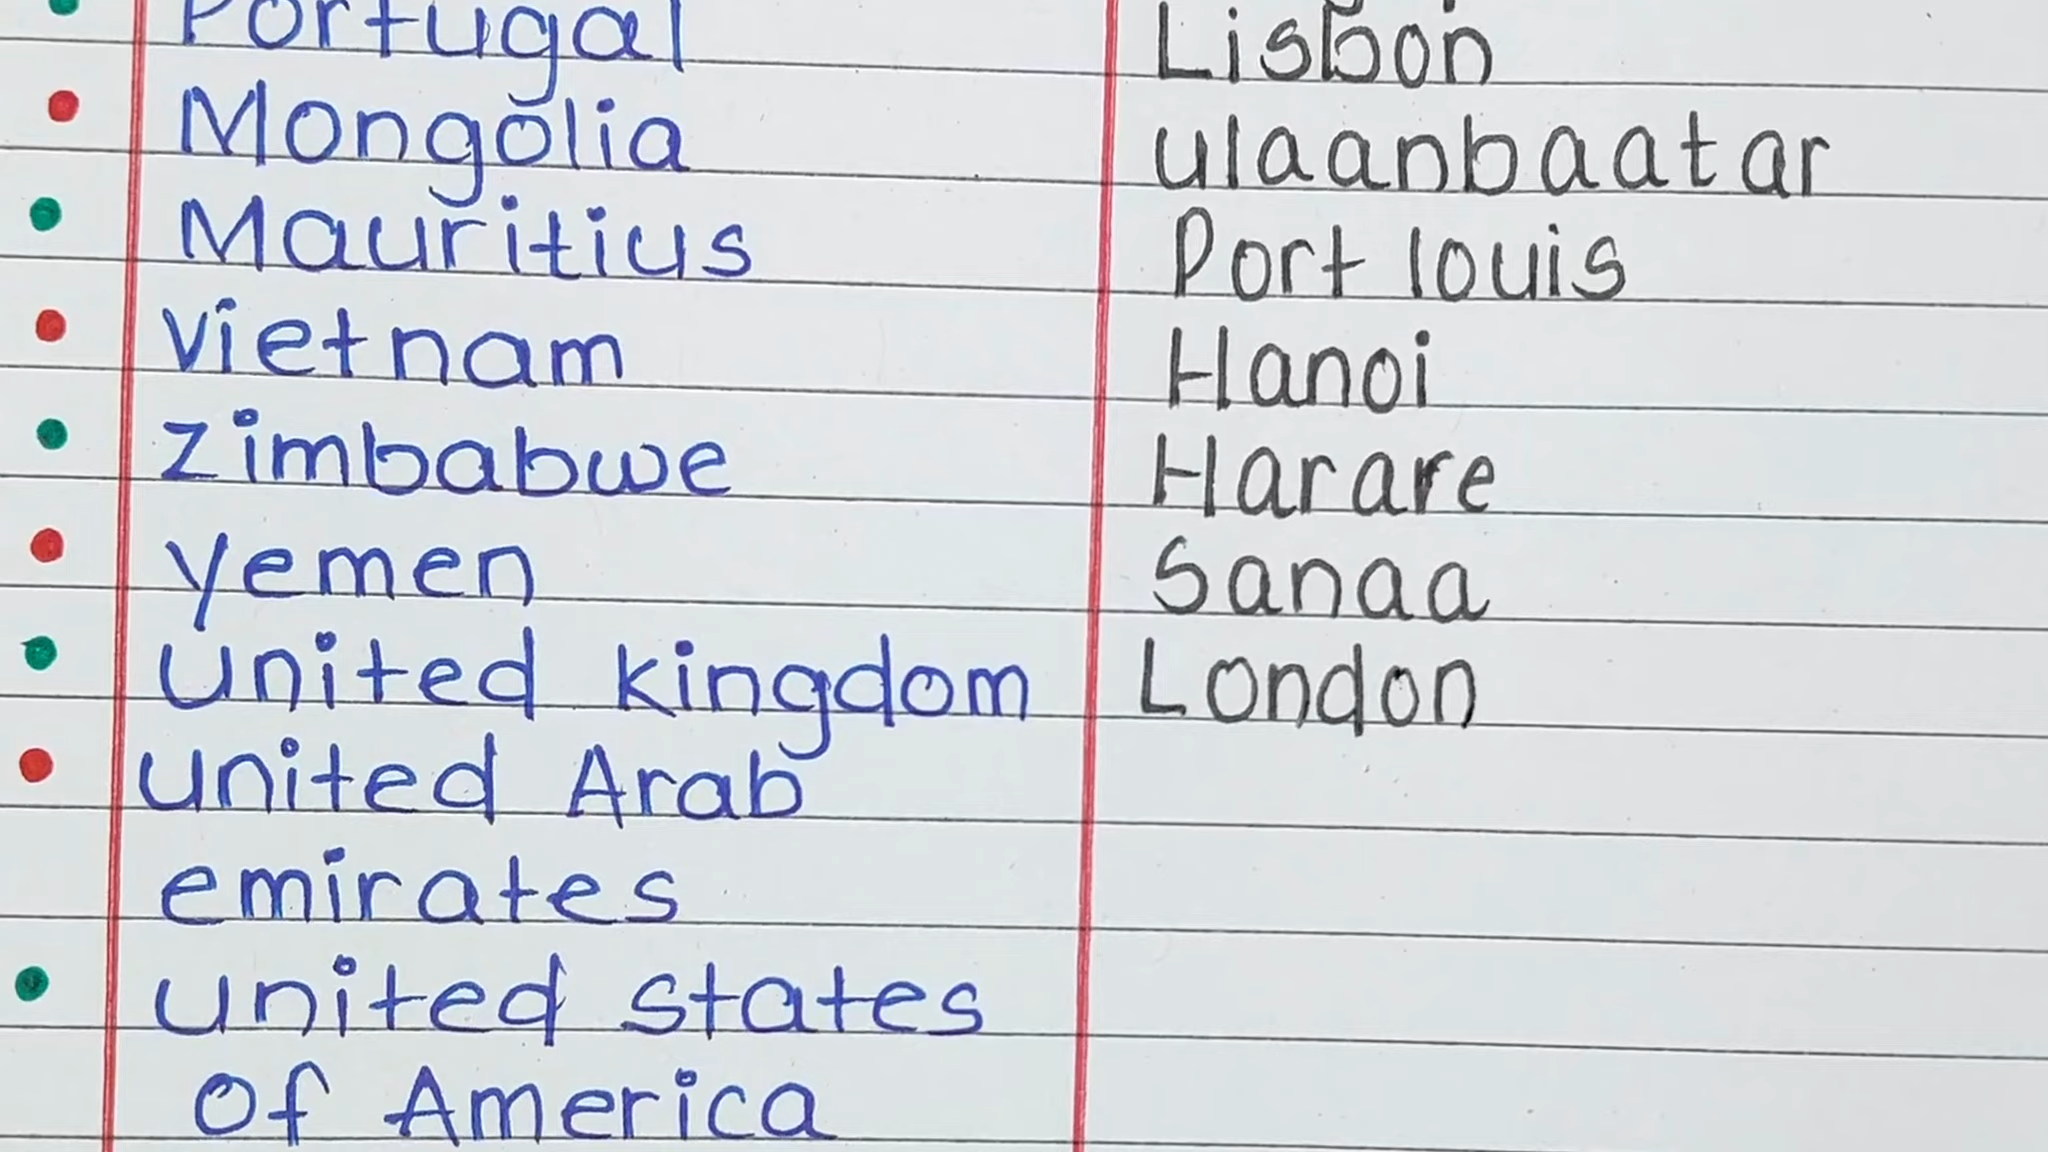 Portugal Lisbon
Mongolia ulaanbaatar
Mauritius Port louis
vietnam Hanoi
Zimbabwe Harare
yemen Sanaa
united kingdom London
united Arab
emirates
united states
of America